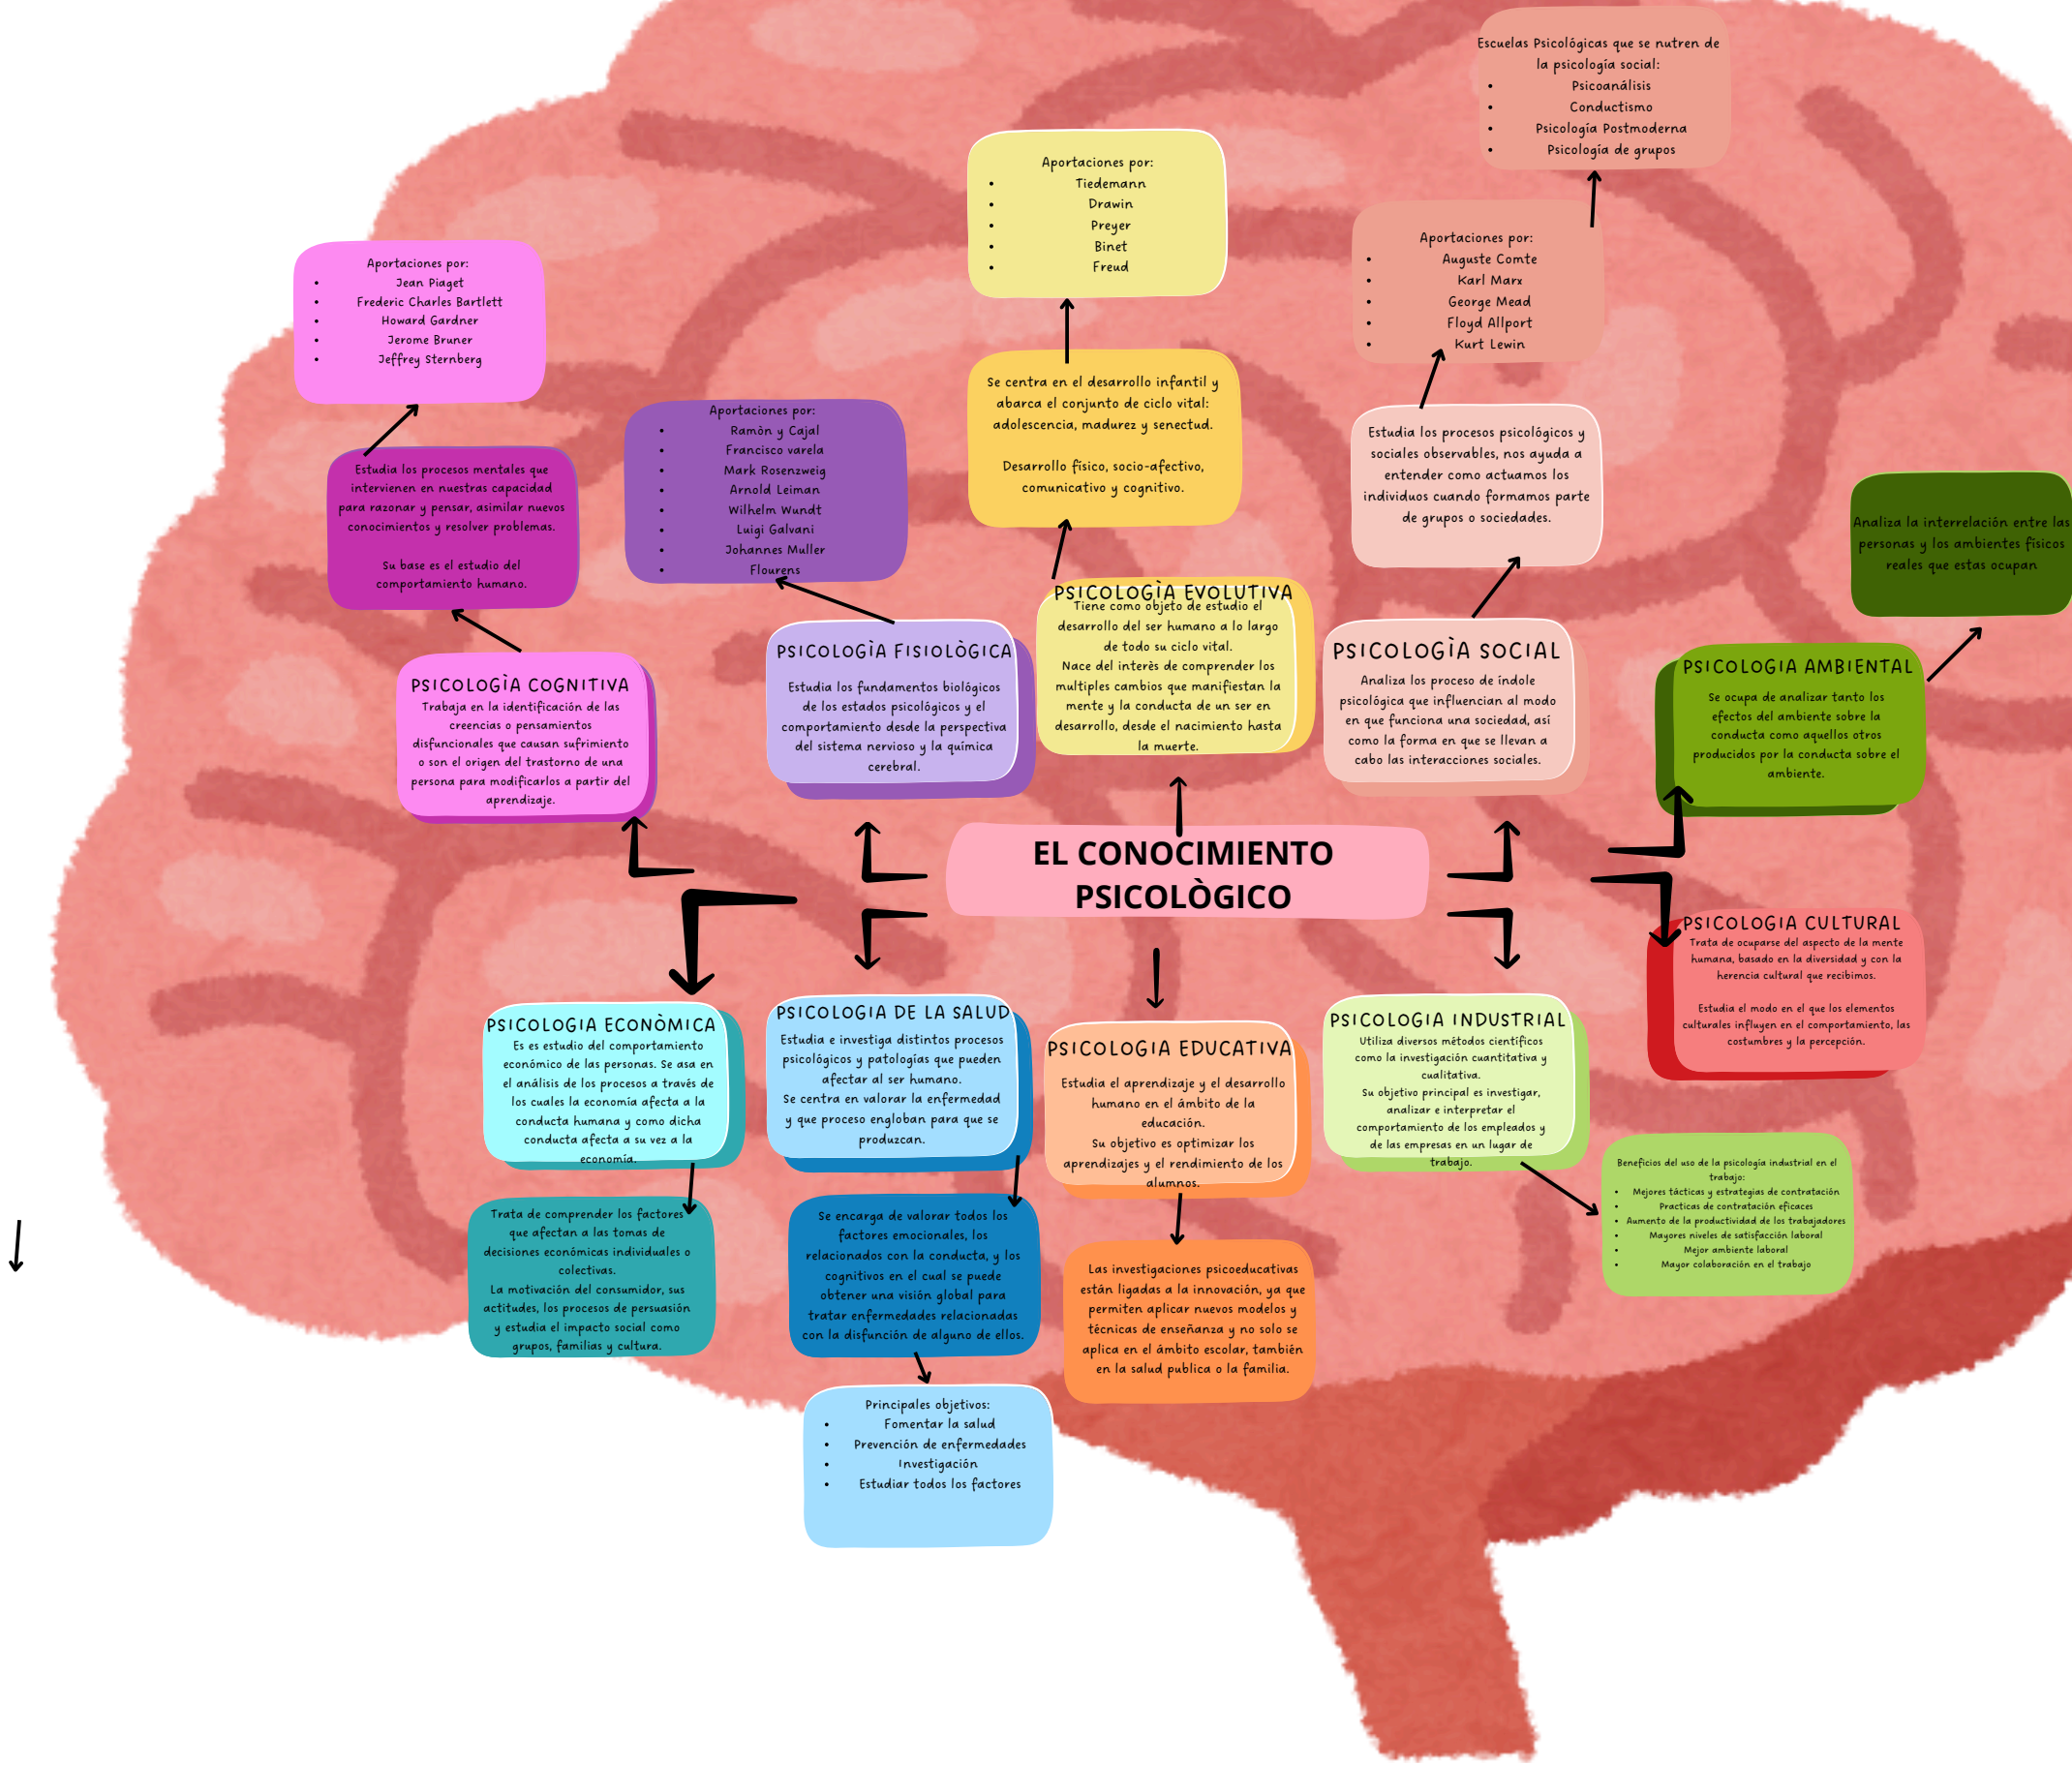 Escuelas Psicológicas que se nutren de
la psicología social:
• Psicoanálisis
• Conductismo
• Psicología Postmoderna
• Psicología de grupos
Aportaciones por:
• Tiedemann
• Drawin
• Preyer
• Binet
• Freud
Aportaciones por:
• Auguste Comte
• Karl Marx
• George Mead
• Floyd Allport
• Kurt Lewin
Aportaciones por:
• Jean Piaget
• Frederic Charles Bartlett
• Howard Gardner
• Jerome Bruner
• Jeffrey Sternberg
Se centra en el desarrollo infantil y
abarca el conjunto de ciclo vital:
adolescencia, madurez y senectud.
Desarrollo físico, socio-afectivo,
comunicativo y cognitivo.
Aportaciones por:
• Ramòn y Cajal
• Francisco varela
• Mark Rosenzweig
• Arnold Leiman
• Wilhelm Wundt
• Luigi Galvani
• Johannes Muller
• Flourens
Estudia los procesos psicológicos y
sociales observables, nos ayuda a
entender como actuamos los
individuos cuando formamos parte
de grupos o sociedades.
Estudia los procesos mentales que
intervienen en nuestras capacidad
para razonar y pensar, asimilar nuevos
conocimientos y resolver problemas.
Su base es el estudio del
comportamiento humano.
Analiza la interrelación entre las
personas y los ambientes físicos
reales que estas ocupan
PSICOLOGÌA COGNITIVA
Trabaja en la identificación de las
creencias o pensamientos
disfuncionales que causan sufrimiento
o son el origen del trastorno de una
persona para modificarlos a partir del
aprendizaje.
PSICOLOGÌA FISIOLÒGICA
Estudia los fundamentos biológicos
de los estados psicológicos y el
comportamiento desde la perspectiva
del sistema nervioso y la química
cerebral.
PSICOLOGÌA EVOLUTIVA
Tiene como objeto de estudio el
desarrollo del ser humano a lo largo
de todo su ciclo vital.
Nace del interès de comprender los
multiples cambios que manifiestan la
mente y la conducta de un ser en
desarrollo, desde el nacimiento hasta
la muerte.
PSICOLOGÌA SOCIAL
Analiza los proceso de índole
psicológica que influencian al modo
en que funciona una sociedad, así
como la forma en que se llevan a
cabo las interacciones sociales.
PSICOLOGIA AMBIENTAL
Se ocupa de analizar tanto los
efectos del ambiente sobre la
conducta como aquellos otros
producidos por la conducta sobre el
ambiente.
EL CONOCIMIENTO
PSICOLÒGICO
PSICOLOGIA CULTURAL
Trata de ocuparse del aspecto de la mente
humana, basado en la diversidad y con la
herencia cultural que recibimos.
Estudia el modo en el que los elementos
culturales influyen en el comportamiento, las
costumbres y la percepción.
PSICOLOGIA ECONÒMICA
Es es estudio del comportamiento
económico de las personas. Se asa en
el análisis de los procesos a través de
los cuales la economía afecta a la
conducta humana y como dicha
conducta afecta a su vez a la
economía.
PSICOLOGIA DE LA SALUD
Estudia e investiga distintos procesos
psicológicos y patologías que pueden
afectar al ser humano.
Se centra en valorar la enfermedad
y que proceso engloban para que se
produzcan.
PSICOLOGIA EDUCATIVA
Estudia el aprendizaje y el desarrollo
humano en el ámbito de la
educación.
Su objetivo es optimizar los
aprendizajes y el rendimiento de los
alumnos.
PSICOLOGIA INDUSTRIAL
Utiliza diversos métodos científicos
como la investigación cuantitativa y
cualitativa.
Su objetivo principal es investigar,
analizar e interpretar el
comportamiento de los empleados y
de las empresas en un lugar de
trabajo.
Beneficios del uso de la psicología industrial en el
trabajo:
• Mejores tácticas y estrategias de contratación
• Practicas de contratación eficaces
• Aumento de la productividad de los trabajadores
• Mayores niveles de satisfacción laboral
• Mejor ambiente laboral
• Mayor colaboración en el trabajo
Trata de comprender los factores
que afectan a las tomas de
decisiones económicas individuales o
colectivas.
La motivación del consumidor, sus
actitudes, los procesos de persuasión
y estudia el impacto social como
grupos, familias y cultura.
Se encarga de valorar todos los
factores emocionales, los
relacionados con la conducta, y los
cognitivos en el cual se puede
obtener una visión global para
tratar enfermedades relacionadas
con la disfunción de alguno de ellos.
Las investigaciones psicoeducativas
están ligadas a la innovación, ya que
permiten aplicar nuevos modelos y
técnicas de enseñanza y no solo se
aplica en el ámbito escolar, también
en la salud publica o la familia.
Principales objetivos:
• Fomentar la salud
• Prevención de enfermedades
• Investigación
• Estudiar todos los factores